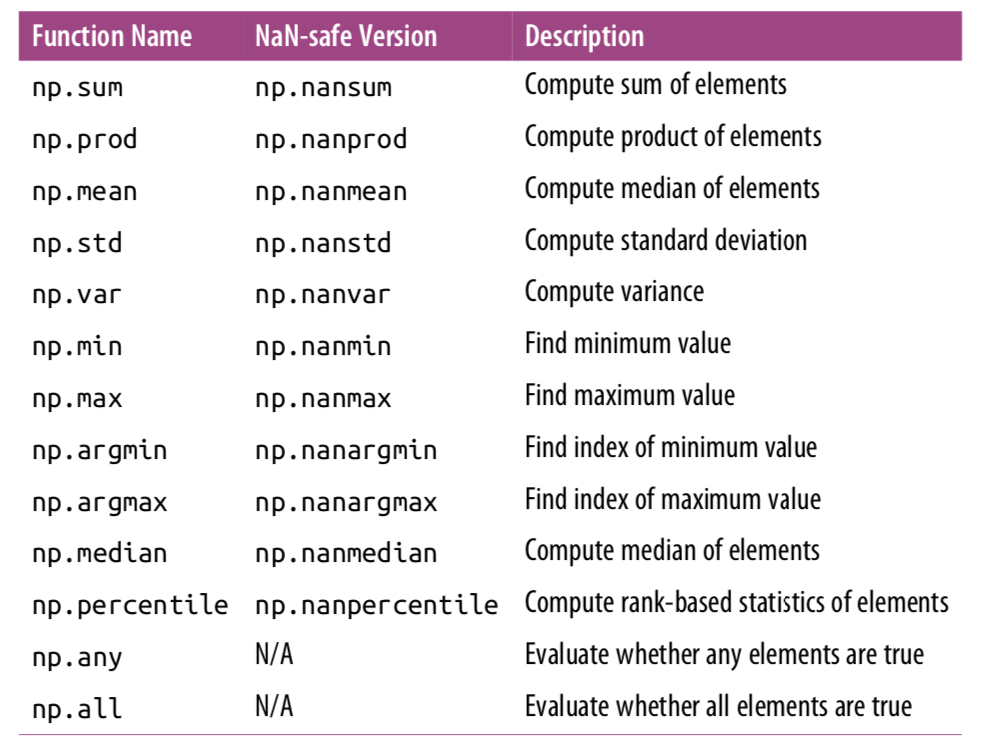 Function Name NaN-safe Version Description
np.sum np.nansum Compute sum of elements
np.prod np.nanprod Compute product of elements
np.mean np.nanmean Compute median of elements
np.std np.nanstd Compute standard deviation
np.var np.nanvar Compute variance
np.min np.nanmin Find minimum value
np.max np.nanmax Find maximum value
np.argmin np.nanargmin Find index of minimum value
np.argmax np.nanargmax Find index of maximum value
np.median np.nanmedian Compute median of elements
np.percentile np.nanpercentile Compute rank-based statistics of elements
np.any N/A Evaluate whether any elements are true
np.all N/A Evaluate whether all elements are true